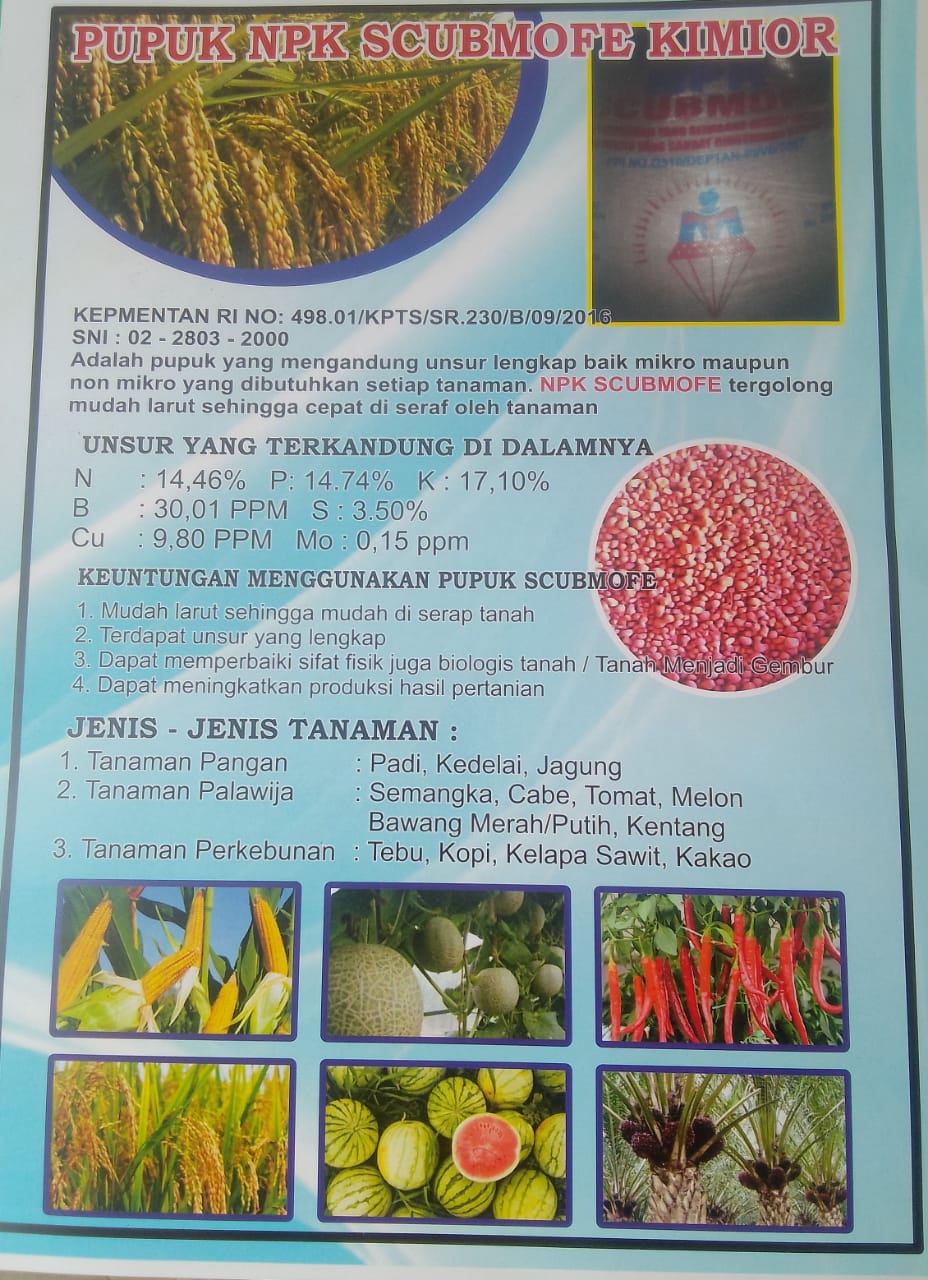 PUPUK NPK SCUBMOFE KIMIOR
KEPMENTAN RI NO: 498.01/KPTS/SR.230/B/09/2016
SNI : 02 - 2803 - 2000
Adalah pupuk yang mengandung unsur lengkap baik mikro maupun
non mikro yang dibutuhkan setiap tanaman. NPK SCUBMOFE tergolong
mudah larut sehingga cepat di seraf oleh tanaman
UNSUR YANG TERKANDUNG DI DALAMNYA
N : 14,46% P: 14.74% K : 17,10%
B : 30,01 PPM S : 3.50%
Cu : 9,80 PPM Mo : 0,15 ppm
KEUNTUNGAN MENGGUNAKAN PUPUK SCUBMOFE
1. Mudah larut sehingga mudah di serap tanah
2. Terdapat unsur yang lengkap
3. Dapat memperbaiki sifat fisik juga biologis tanah / Tanah Menjadi Gembur
4. Dapat meningkatkan produksi hasil pertanian
JENIS - JENIS TANAMAN :
1. Tanaman Pangan : Padi, Kedelai, Jagung
2. Tanaman Palawija : Semangka, Cabe, Tomat, Melon
Bawang Merah/Putih, Kentang
3. Tanaman Perkebunan : Tebu, Kopi, Kelapa Sawit, Kakao